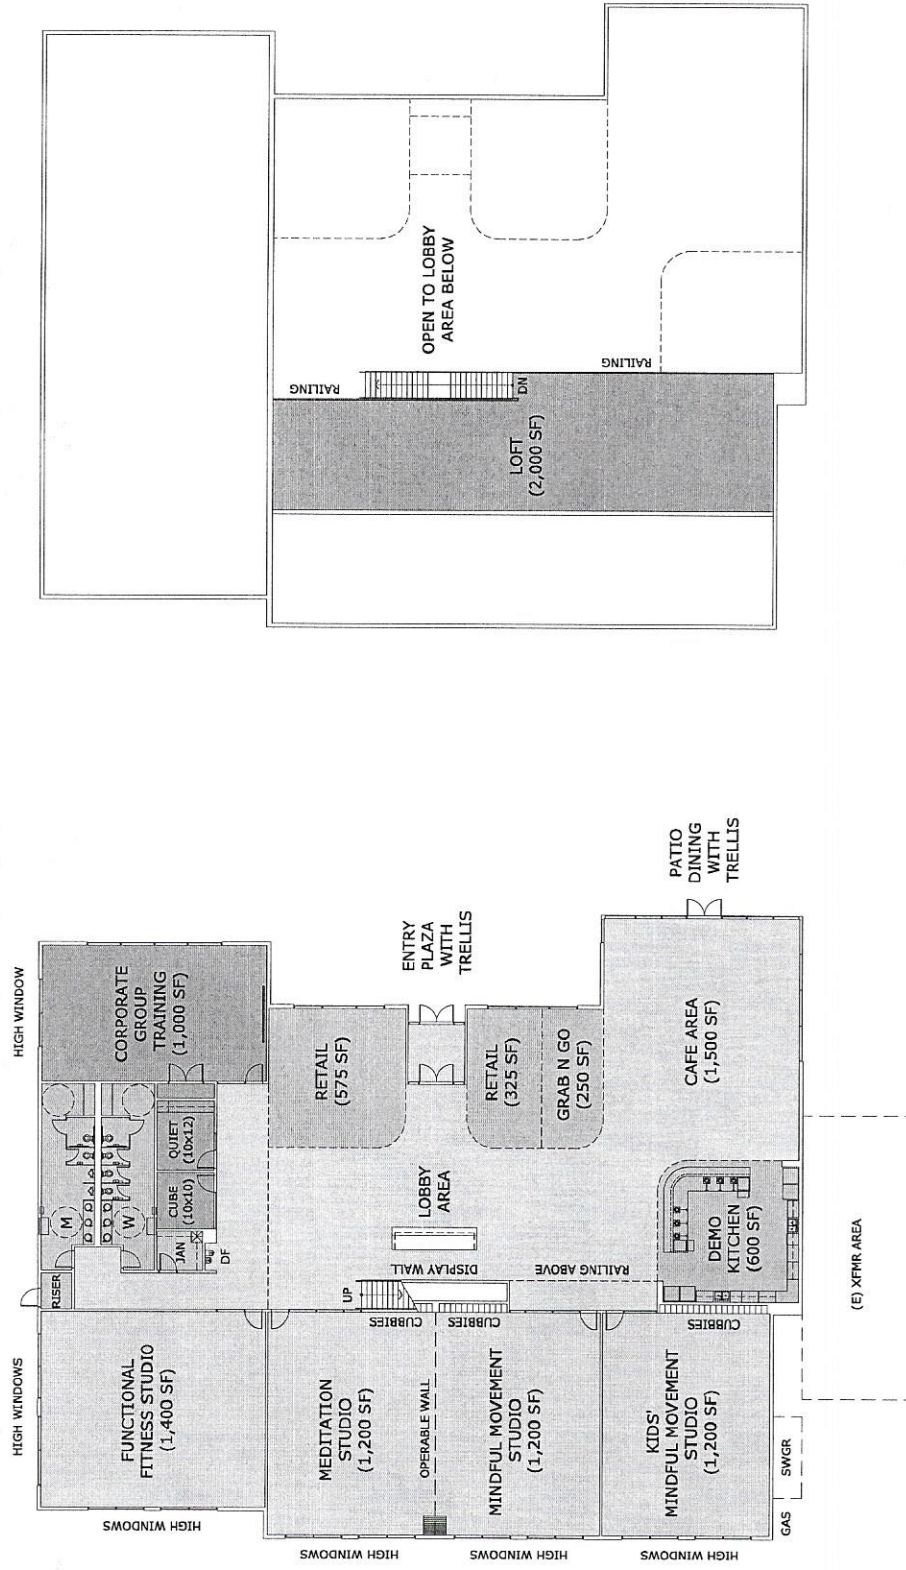 OPEN TO LOBBY
AREA BELOW
RAILING
RAILING
DN
LOFT
(2,000 SF)
HIGH WINDOW
CORPORATE
GROUP
TRAINING
(1,000 SF)
ENTRY
PLAZA
WITH
TRELLIS
PATIO
DINING
WITH
TRELLIS
RETAIL
(575 SF)
RETAIL
(325 SF)
GRAB N GO
(250 SF)
CAFE AREA
(1,500 SF)
QUIET
(10x12)
CUBE
(10x10)
M
W
JAN
DF
RISER
LOBBY
AREA
DISPLAY WALL
RAILING ABOVE
UP
DEMO
KITCHEN
(600 SF)
(E) XFMR AREA
CUBBIES
CUBBIES
CUBBIES
HIGH WINDOWS
FUNCTIONAL
FITNESS STUDIO
(1,400 SF)
MEDITATION
STUDIO
(1,200 SF)
OPERABLE WALL
MINDFUL MOVEMENT
STUDIO
(1,200 SF)
KIDS'
MINDFUL MOVEMENT
STUDIO
(1,200 SF)
SWGR
GAS
HIGH WINDOWS
HIGH WINDOWS
HIGH WINDOWS
HIGH WINDOWS